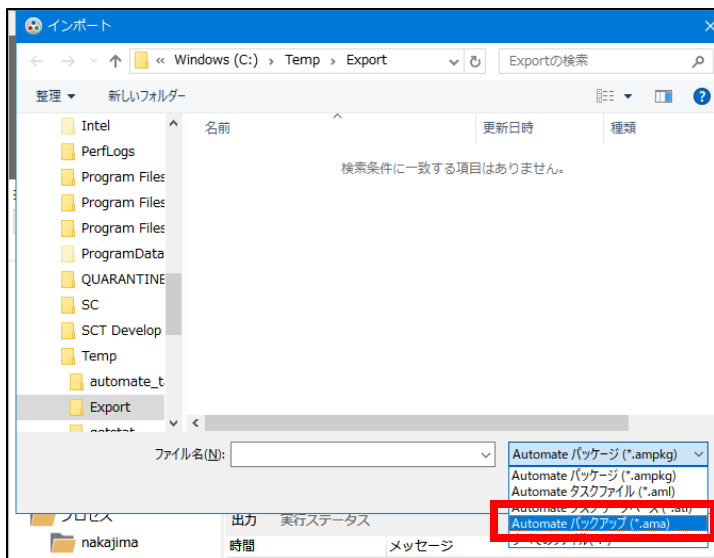 インポート
« Windows (C:) › Temp › Export
Exportの検索
整理 新しいフォルダー
名前 更新日時 種類
検索条件に一致する項目はありません。
Intel
PerfLogs
Program Files
Program Files
Program Files
ProgramData
QUARANTINE
SC
SCT Develop
Temp
automate_t
Export
ファイル名(N):
Automate パッケージ (*.ampkg)
Automate パッケージ (*.ampkg)
Automate タスクファイル (*.aml)
Automate バックアップ (*.ama)
プロセス
nakajima
出力 実行ステータス
時間 メッセージ